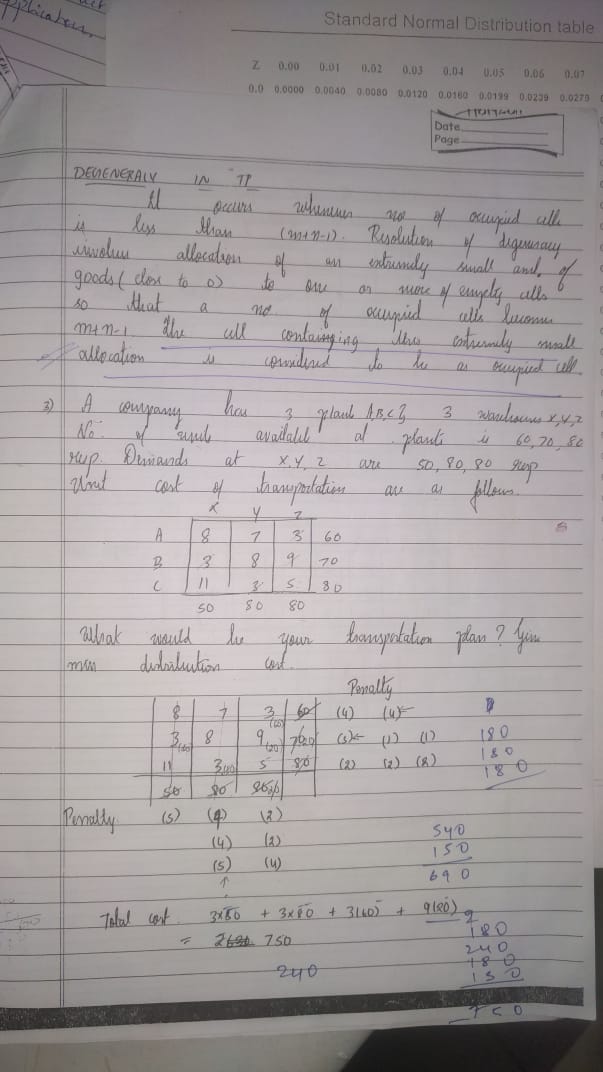 Standard Normal Distribution table
Z 0.00 0.01 0.02 0.03 0.04 0.05 0.06 0.07
0.0 0.0000 0.0040 0.0080 0.0120 0.0160 0.0199 0.0239 0.0279
Date
Page
DEGENERALY IN TP
It occurs whenever no of occupied cells
is less than (m+n-1). Resolution of degeneracy
involves allocation of an extremely small amt. of
goods (close to 0) to one or more of empty cells
so that a no of occupied cells become
m+n-1 The cell containging this extremely small
allocation is considered to be as occupied cell.
3) A company has 3 plants A,B,C & 3 warehouses X,Y,Z
No. of units available at plants is 60, 70, 80
resp. Demands at X, Y, Z are 50, 80, 80 resp
Unit cost of transportation are as follows.
X Y Z
A 8 7 3 60
B 3 8 9 70
C 11 3 5 80
50 80 80
What would be your transportation plan? Give
min distribution cost.
Penalty
8 7 3 (60) 60 (4) (4)←
3 (50) 8 9 (20) 70 20 (5)← (1) (1) 180
11 3 (80) 5 80 (2) (2) (2) 180
50 80 80 20 180
Penalty (5) (4) (2)
(4) (2) 540
(5) (4) 150
↑ 690
Total cost 3x50 + 3x80 + 3(60) + 9(20)
= 750
180
240
180
150
240
750